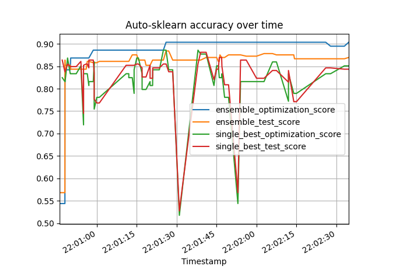 Auto-sklearn accuracy over time
0.90
0.85
0.80
0.75
0.70
0.65
0.60
0.55
0.50
ensemble_optimization_score
ensemble_test_score
single_best_optimization_score
single_best_test_score
22:01:00
22:01:15
22:01:30
22:01:45
22:02:00
22:02:15
22:02:30
Timestamp